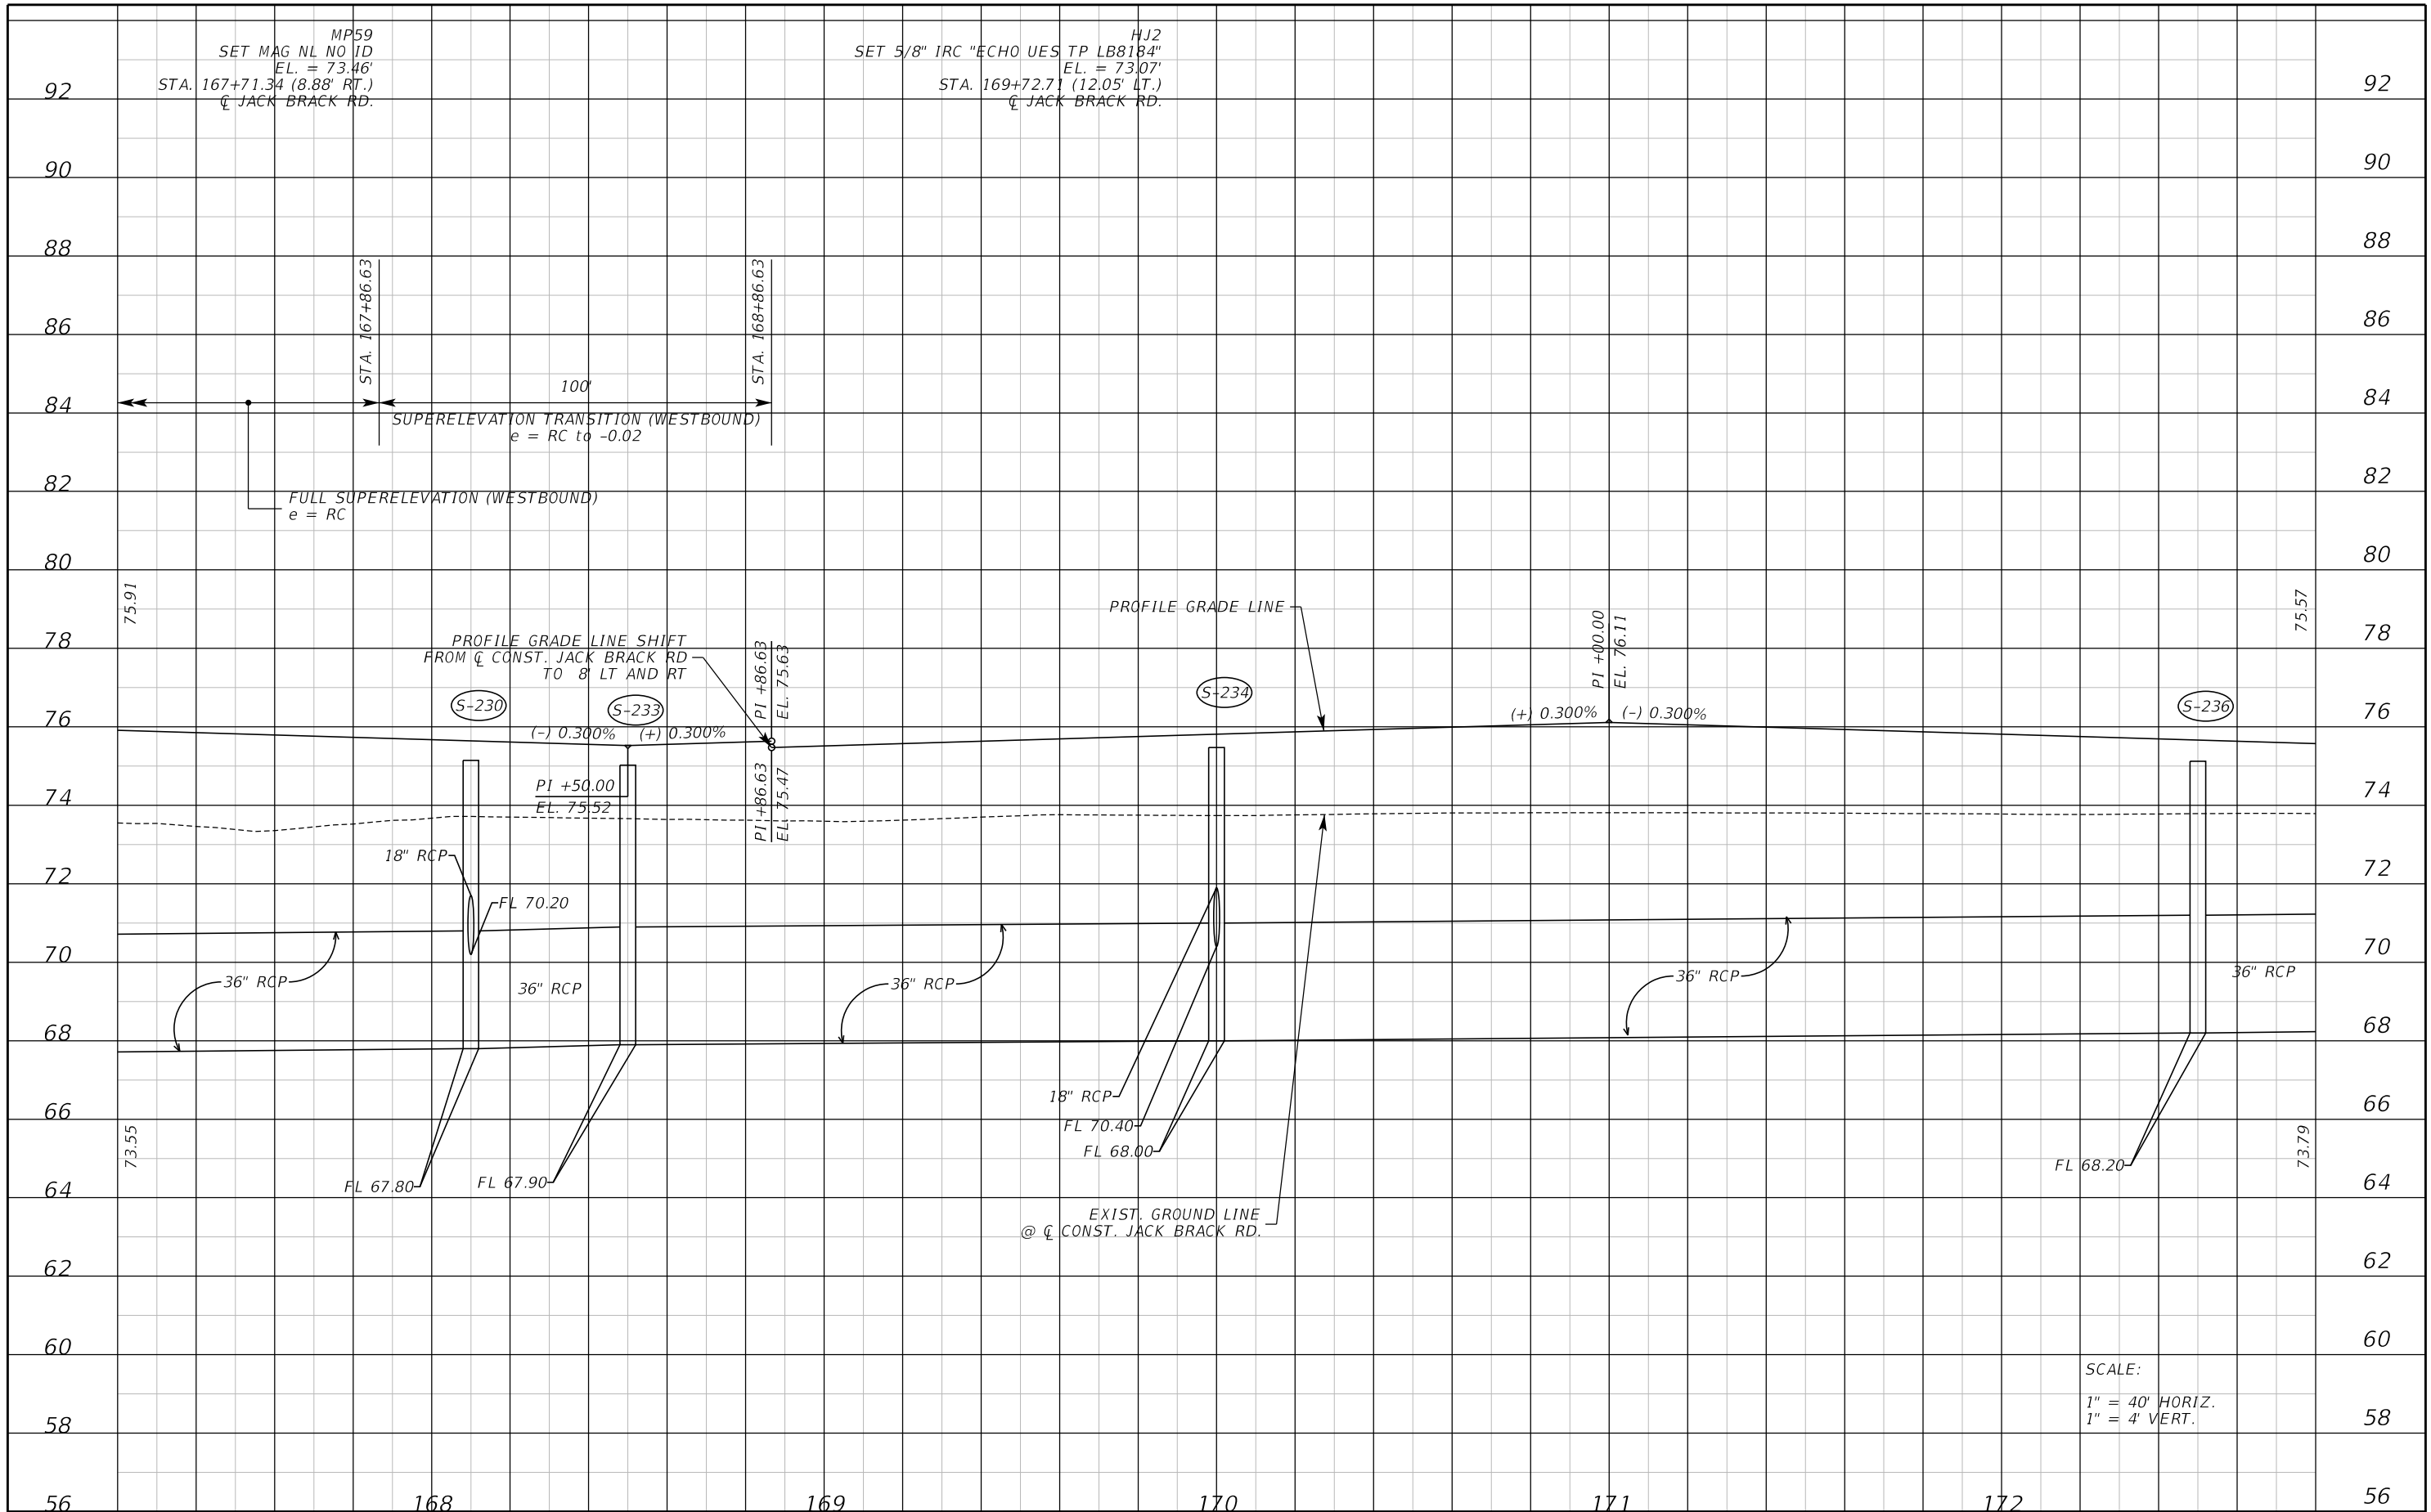 MP59
SET MAG NL NO ID
EL. = 73.46'
STA. 167+71.34 (8.88' RT.)
℄ JACK BRACK RD.
HJ2
SET 5/8" IRC "ECHO UES TP LB8184"
EL. = 73.07'
STA. 169+72.71 (12.05' LT.)
℄ JACK BRACK RD.
92
92
90
90
88
88
86
86
84
84
82
82
80
80
78
78
76
76
74
74
72
72
70
70
68
68
66
66
64
64
62
62
60
60
58
58
56
56
STA. 167+86.63
STA. 168+86.63
100'
SUPERELEVATION TRANSITION (WESTBOUND)
e = RC to -0.02
FULL SUPERELEVATION (WESTBOUND)
e = RC
75.91
75.57
PROFILE GRADE LINE
PROFILE GRADE LINE SHIFT
FROM ℄ CONST. JACK BRACK RD
TO 8' LT AND RT
PI +86.63
EL. 75.63
PI +00.00
EL. 76.11
S-230
S-233
S-234
S-236
(-) 0.300%
(+) 0.300%
(+) 0.300%
(-) 0.300%
PI +50.00
EL. 75.52
PI +86.63
EL. 75.47
18" RCP
FL 70.20
36" RCP
36" RCP
36" RCP
36" RCP
36" RCP
18" RCP
FL 70.40
FL 68.00
73.55
73.79
FL 67.80
FL 67.90
FL 68.20
EXIST. GROUND LINE
@ ℄ CONST. JACK BRACK RD.
SCALE:
1" = 40' HORIZ.
1" = 4' VERT.
168
169
170
171
172